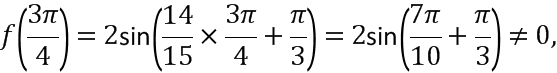 f(3π/4) = 2sin(14/15 × 3π/4 + π/3) = 2sin(7π/10 + π/3) ≠ 0,